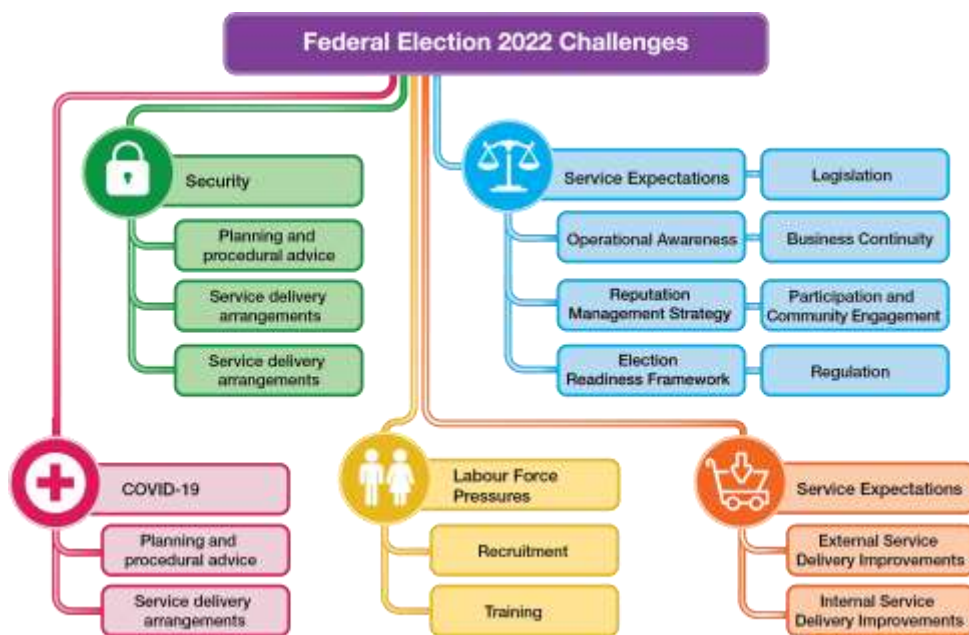 Federal Election 2022 Challenges
Security
Planning and
procedural advice
Service delivery
arrangements
Service delivery
arrangements
Service Expectations
Legislation
Operational Awareness
Business Continuity
Reputation
Management Strategy
Participation and
Community Engagement
Election
Readiness Framework
Regulation
COVID-19
Planning and
procedural advice
Service delivery
arrangements
Labour Force
Pressures
Recruitment
Training
Service Expectations
External Service
Delivery Improvements
Internal Service
Delivery Improvements